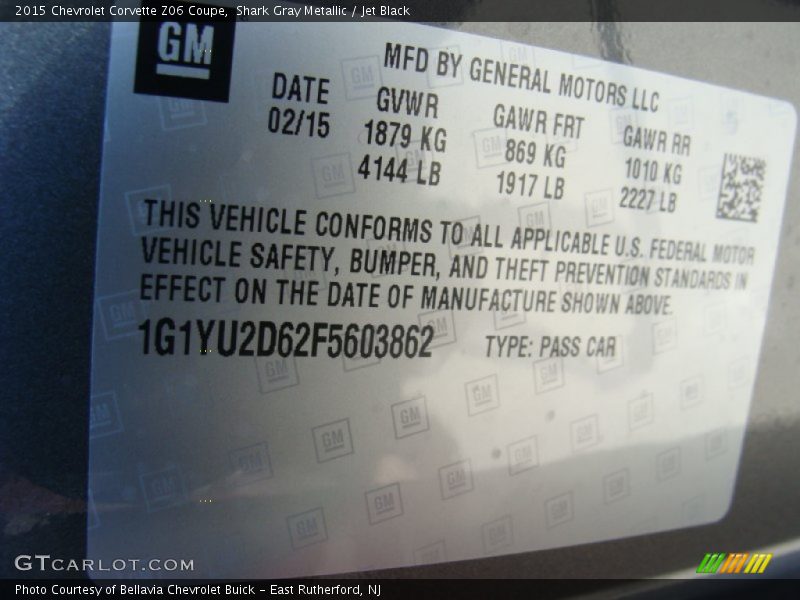 2015 Chevrolet Corvette Z06 Coupe, Shark Gray Metallic / Jet Black
GM
MFD BY GENERAL MOTORS LLC
DATE GVWR GAWR FRT GAWR RR
02/15 1879 KG 869 KG 1010 KG
4144 LB 1917 LB 2227 LB
THIS VEHICLE CONFORMS TO ALL APPLICABLE U.S. FEDERAL MOTOR
VEHICLE SAFETY, BUMPER, AND THEFT PREVENTION STANDARDS IN
EFFECT ON THE DATE OF MANUFACTURE SHOWN ABOVE.
1G1YU2D62F5603862 TYPE: PASS CAR
GTCARLOT.COM
Photo Courtesy of Bellavia Chevrolet Buick - East Rutherford, NJ